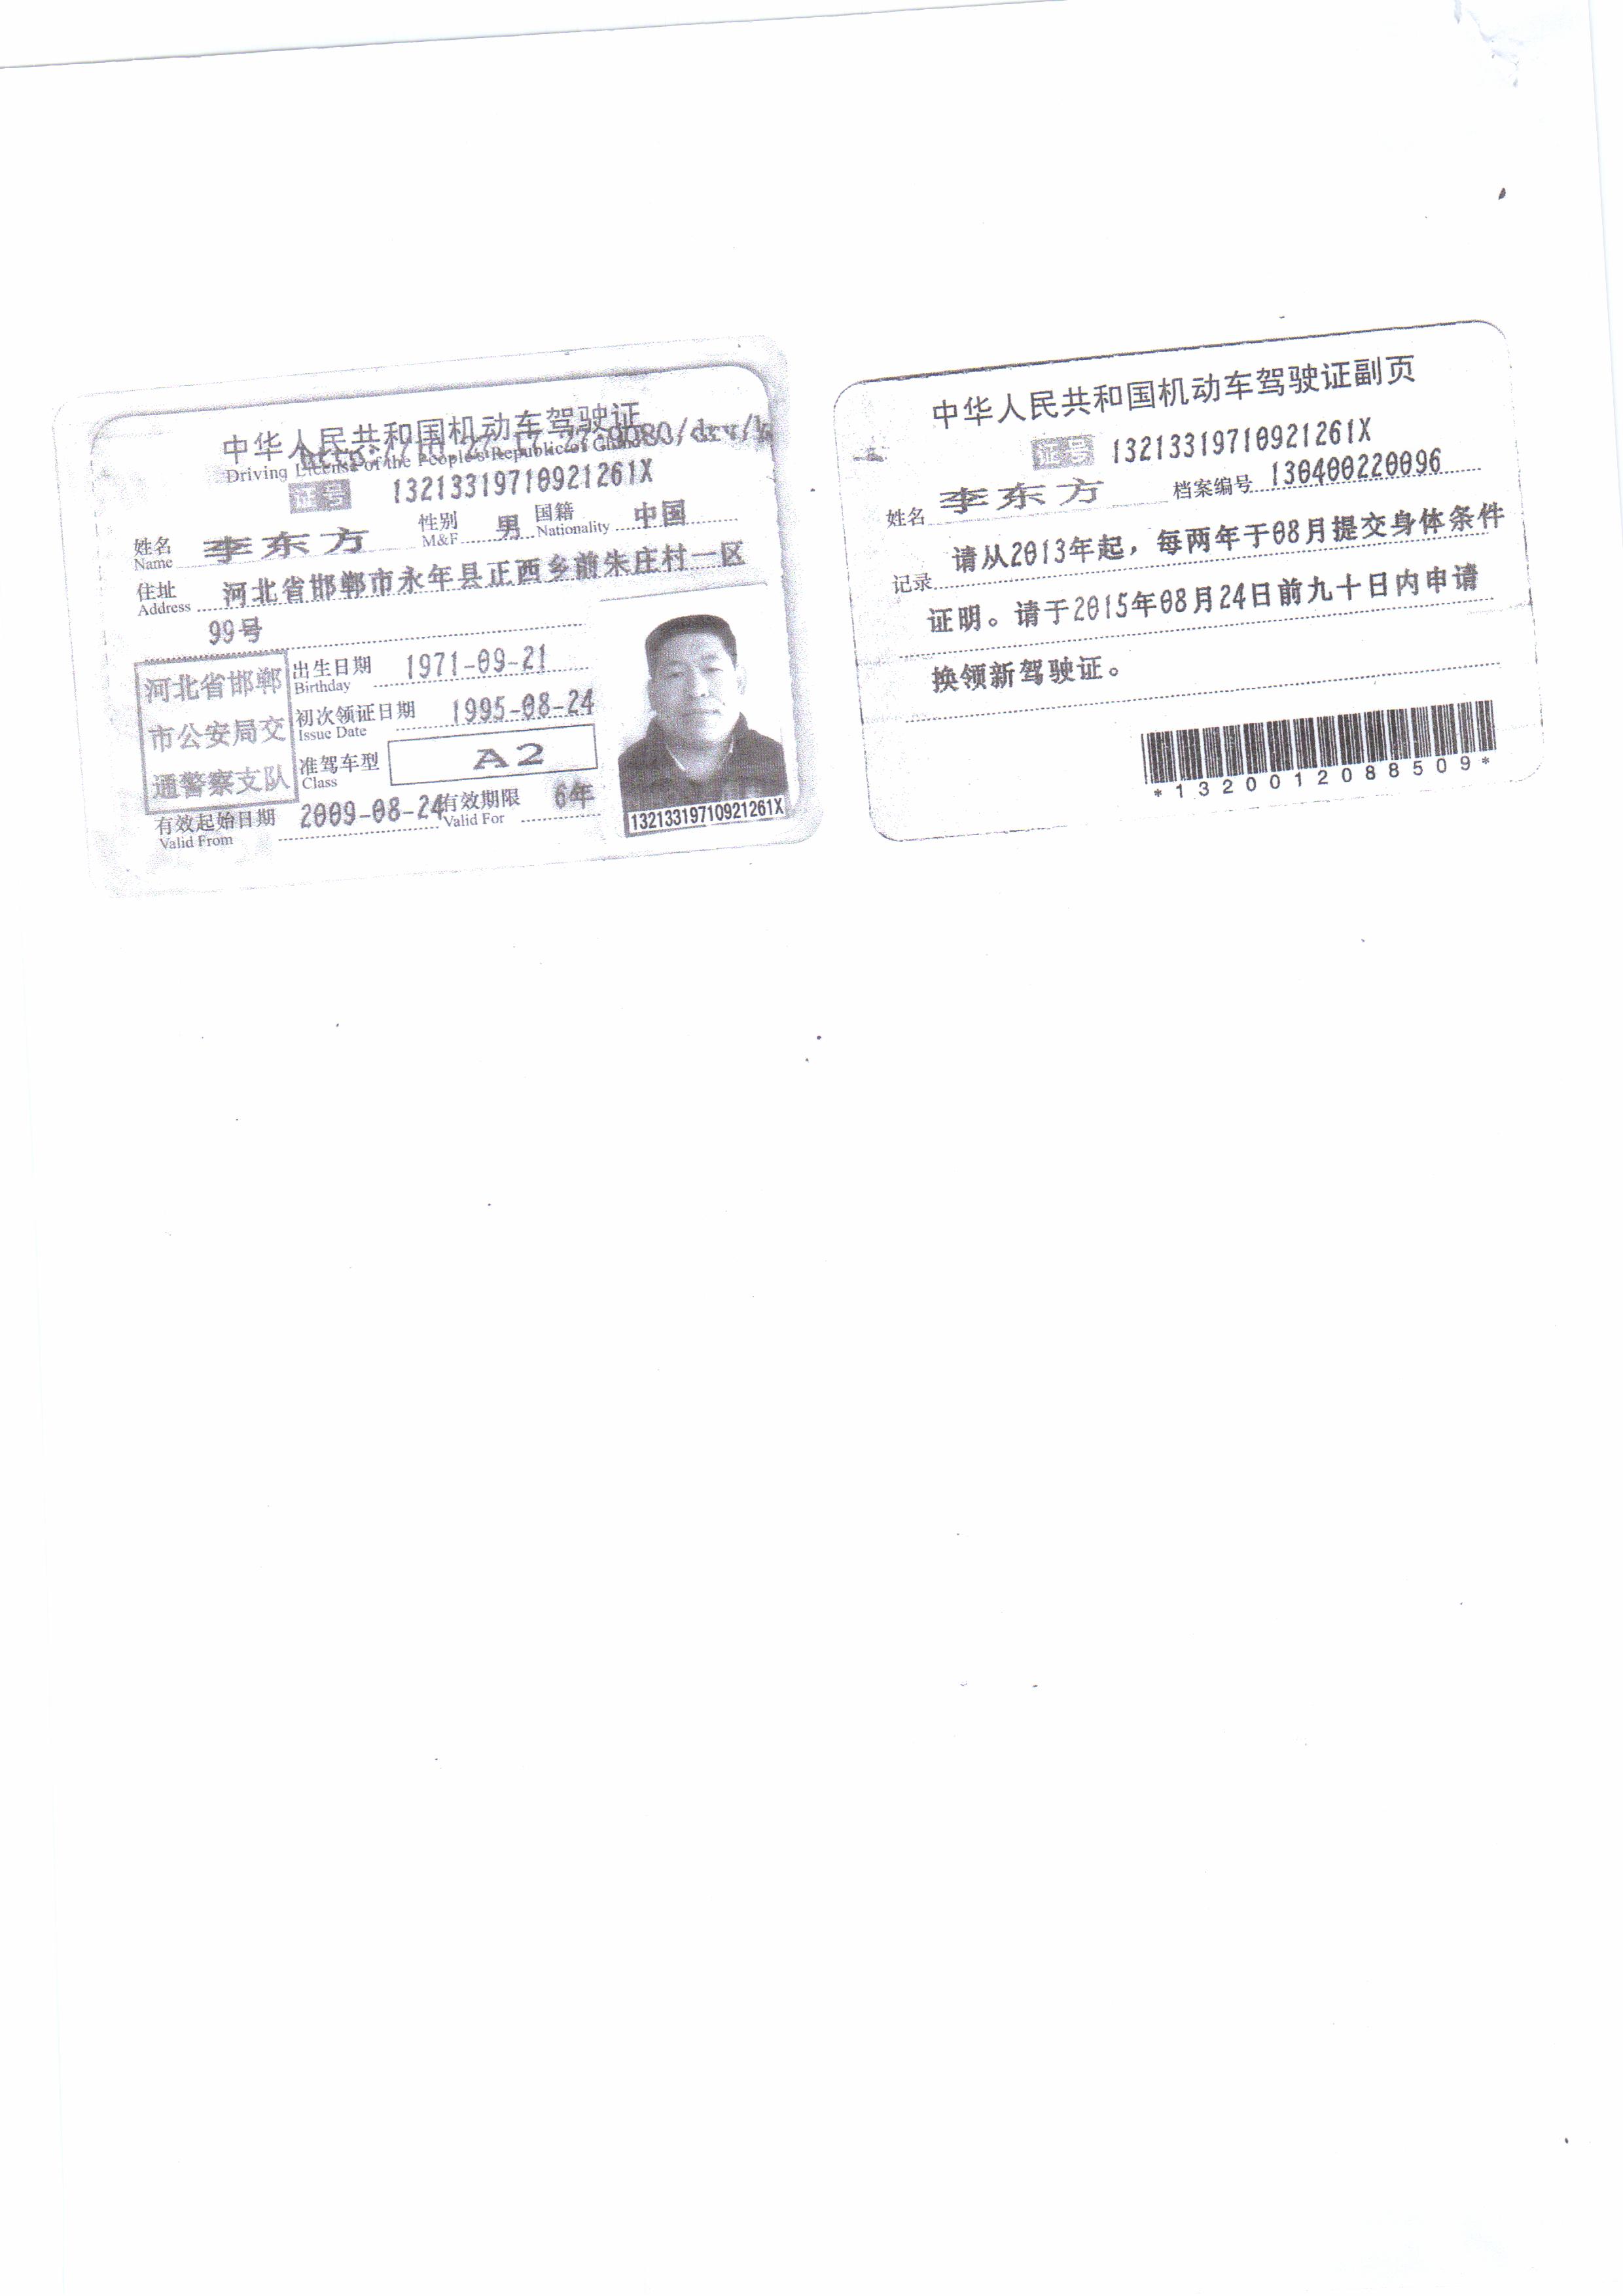 中华人民共和国机动车驾驶证
Driving License of the People's Republic of China
证号 13213319710921261X
姓名 李东方 性别 男 国籍 中国
Name M&F Nationality
住址 河北省邯郸市永年县正西乡前朱庄村一区
Address
99号
河北省邯郸
市公安局交
通警察支队
出生日期 1971-09-21
Birthday
初次领证日期 1995-08-24
Issue Date
准驾车型 A2
Class
有效起始日期 2009-08-24 有效期限 6年
Valid From Valid For
13213319710921261X
中华人民共和国机动车驾驶证副页
证号 13213319710921261X
姓名 李东方 档案编号 130400220096
记录 请从2013年起，每两年于08月提交身体条件
证明。请于2015年08月24日前九十日内申请
换领新驾驶证。
*1320012088509*